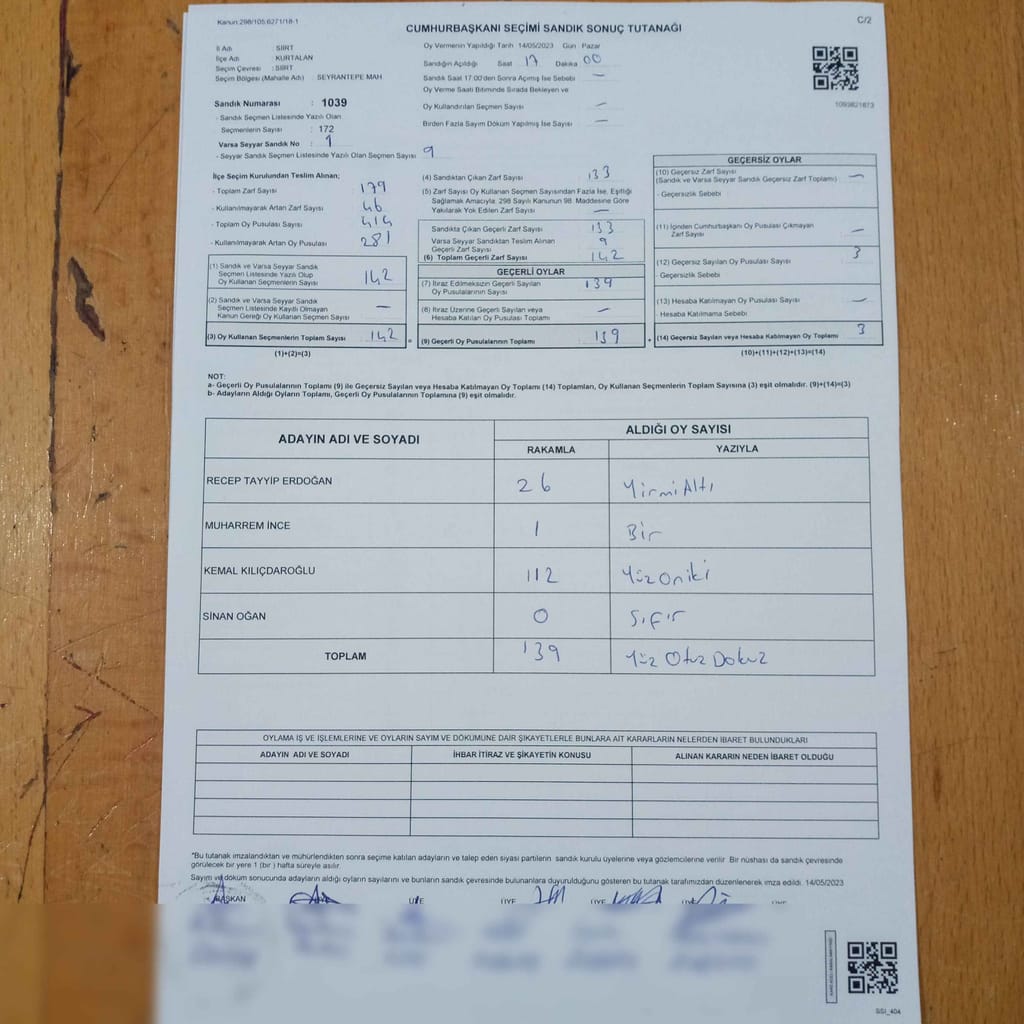 Kanun:298/105,6271/18-1
C/2
CUMHURBAŞKANI SEÇİMİ SANDIK SONUÇ TUTANAĞI
İl Adı : SİİRT
İlçe Adı : KURTALAN
Seçim Çevresi : SİİRT
Seçim Bölgesi (Mahalle Adı) SEYRANTEPE MAH
Sandık Numarası : 1039
- Sandık Seçmen Listesinde Yazılı Olan
Seçmenlerin Sayısı : 172
Varsa Seyyar Sandık No : 1
- Seyyar Sandık Seçmen Listesinde Yazılı Olan Seçmen Sayısı 9
Oy Vermenin Yapıldığı Tarih 14/05/2023 Gün Pazar
Sandığın Açıldığı Saat 17 Dakika 00
Sandık Saat 17:00'den Sonra Açılmış İse Sebebi —
Oy Verme Saati Bitiminde Sırada Bekleyen ve
Oy Kullandırılan Seçmen Sayısı —
Birden Fazla Sayım Döküm Yapılmış İse Sayısı —
1093821873
İlçe Seçim Kurulundan Teslim Alınan;
- Toplam Zarf Sayısı 179
- Kullanılmayarak Artan Zarf Sayısı 46
- Toplam Oy Pusulası Sayısı 414
- Kullanılmayarak Artan Oy Pusulası 281
(1) Sandık ve Varsa Seyyar Sandık
Seçmen Listesinde Yazılı Olup
Oy Kullanan Seçmenlerin Sayısı 142
(2) Sandık ve Varsa Seyyar Sandık
Seçmen Listesinde Kayıtlı Olmayan
Kanun Gereği Oy Kullanan Seçmen Sayısı —
(3) Oy Kullanan Seçmenlerin Toplam Sayısı 142
(1)+(2)=(3)
=
(4) Sandıktan Çıkan Zarf Sayısı 133
(5) Zarf Sayısı Oy Kullanan Seçmen Sayısından Fazla İse, Eşitliği
Sağlamak Amacıyla, 298 Sayılı Kanunun 98. Maddesine Göre
Yakılarak Yok Edilen Zarf Sayısı —
Sandıkta Çıkan Geçerli Zarf Sayısı 133
Varsa Seyyar Sandıktan Teslim Alınan
Geçerli Zarf Sayısı 9
(6) Toplam Geçerli Zarf Sayısı 142
GEÇERLİ OYLAR
(7) İtiraz Edilmeksizin Geçerli Sayılan
Oy Pusulalarının Sayısı 139
(8) İtiraz Üzerine Geçerli Sayılan veya
Hesaba Katılan Oy Pusulası Toplamı —
(9) Geçerli Oy Pusulalarının Toplamı 139
+
GEÇERSİZ OYLAR
(10) Geçersiz Zarf Sayısı
(Sandık ve Varsa Seyyar Sandık Geçersiz Zarf Toplamı) —
- Geçersizlik Sebebi
(11) İçinden Cumhurbaşkanı Oy Pusulası Çıkmayan
Zarf Sayısı —
(12) Geçersiz Sayılan Oy Pusulası Sayısı 3
- Geçersizlik Sebebi
(13) Hesaba Katılmayan Oy Pusulası Sayısı —
- Hesaba Katılmama Sebebi
(14) Geçersiz Sayılan veya Hesaba Katılmayan Oy Toplamı 3
(10)+(11)+(12)+(13)=(14)
NOT:
a- Geçerli Oy Pusulalarının Toplamı (9) ile Geçersiz Sayılan veya Hesaba Katılmayan Oy Toplamı (14) Toplamları, Oy Kullanan Seçmenlerin Toplam Sayısına (3) eşit olmalıdır. (9)+(14)=(3)
b- Adayların Aldığı Oyların Toplamı, Geçerli Oy Pusulalarının Toplamına (9) eşit olmalıdır.
ADAYIN ADI VE SOYADI ALDIĞI OY SAYISI
RAKAMLA YAZIYLA
RECEP TAYYİP ERDOĞAN 26 Yirmi Altı
MUHARREM İNCE 1 Bir
KEMAL KILIÇDAROĞLU 112 Yüz Oniki
SİNAN OĞAN 0 Sıfır
TOPLAM 139 Yüz Otuz Dokuz
OYLAMA İŞ VE İŞLEMLERİNE VE OYLARIN SAYIM VE DÖKÜMÜNE DAİR ŞİKAYETLERLE BUNLARA AİT KARARLARIN NELERDEN İBARET BULUNDUKLARI
ADAYIN ADI VE SOYADI İHBAR İTİRAZ VE ŞİKAYETİN KONUSU ALINAN KARARIN NEDEN İBARET OLDUĞU
"Bu tutanak imzalandıktan ve mühürlendikten sonra seçime katılan adayların ve talep eden siyasi partilerin sandık kurulu üyelerine veya gözlemcilerine verilir. Bir nüshası da sandık çevresinde
görülecek bir yere 1 (bir ) hafta süreyle asılır.
Sayım ve döküm sonucunda adayların aldığı oyların sayılarını ve bunların sandık çevresinde bulunanlara duyurulduğunu gösteren bu tutanak tarafımızdan düzenlenerek imza edildi. 14/05/2023
BAŞKAN ÜYE ÜYE ÜYE ÜYE ÜYE
SSI_40A